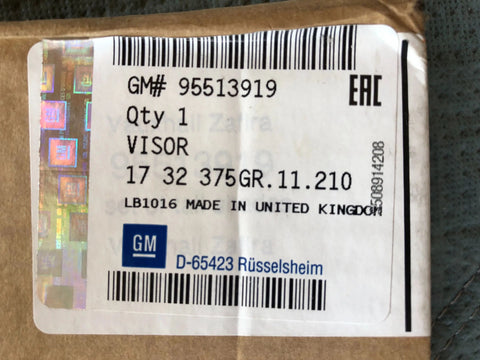 GM# 95513919
EAC
Qty 1
VISOR
17 32 375GR.11.210
LB1016 MADE IN UNITED KINGDOM
GM
D-65423 Rüsselsheim